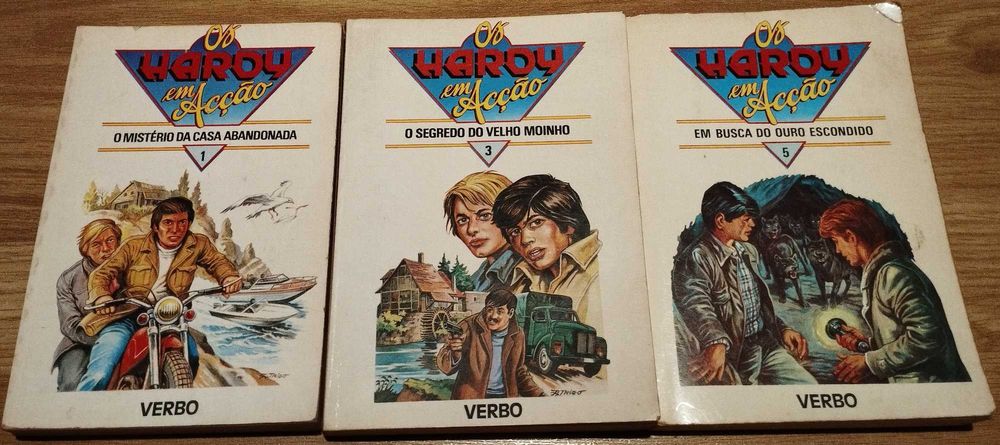 Os
HARDY
em Acção
O MISTÉRIO DA CASA ABANDONADA
1
VERBO
Os
HARDY
em Acção
O SEGREDO DO VELHO MOINHO
3
VERBO
Os
HARDY
em Acção
EM BUSCA DO OURO ESCONDIDO
5
VERBO